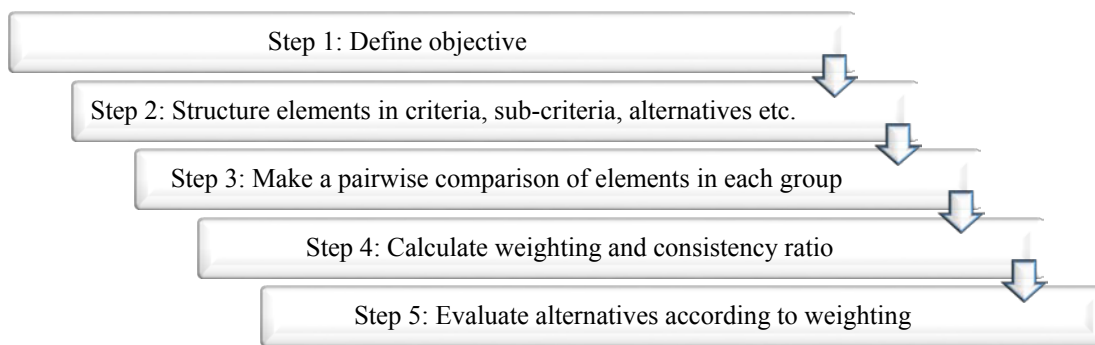 Step 1: Define objective
Step 2: Structure elements in criteria, sub-criteria, alternatives etc.
Step 3: Make a pairwise comparison of elements in each group
Step 4: Calculate weighting and consistency ratio
Step 5: Evaluate alternatives according to weighting